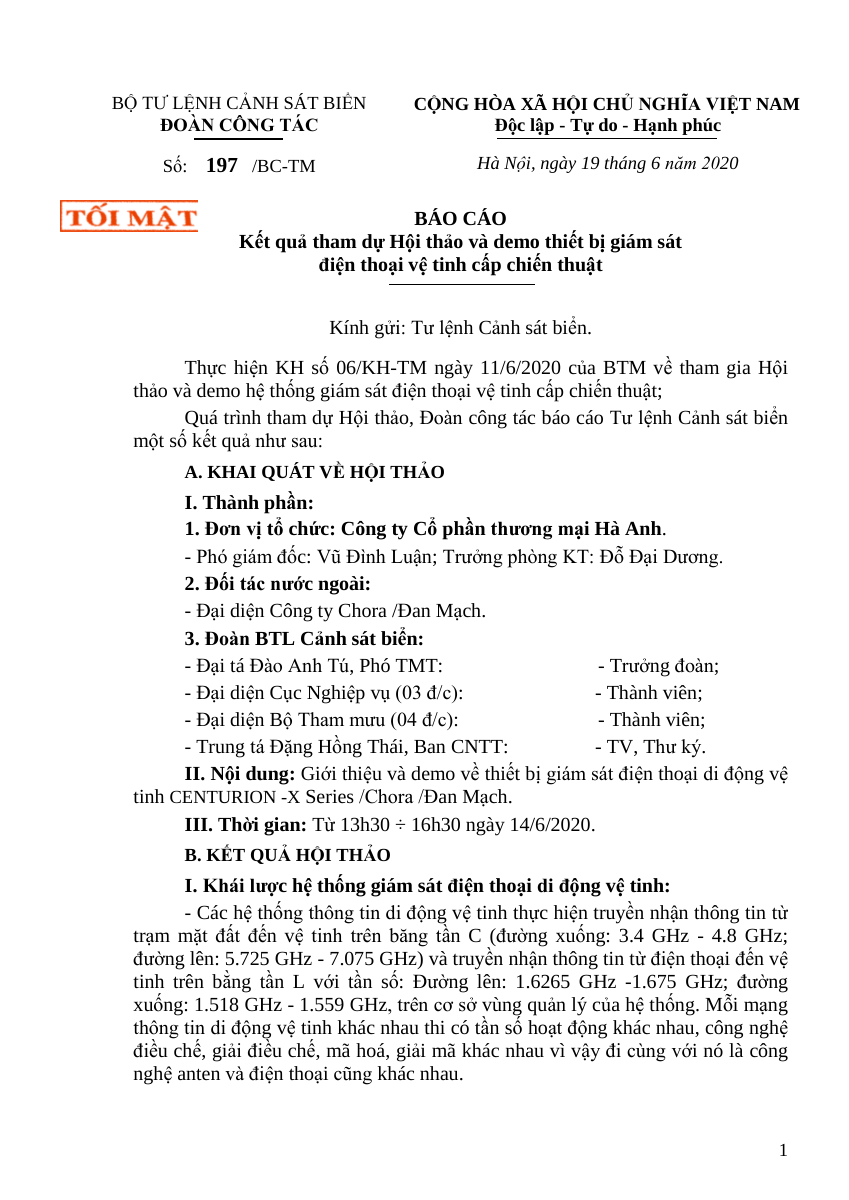 BỘ TƯ LỆNH CẢNH SÁT BIỂN
ĐOÀN CÔNG TÁC
CỘNG HÒA XÃ HỘI CHỦ NGHĨA VIỆT NAM
Độc lập - Tự do - Hạnh phúc
Số: 197 /BC-TM
Hà Nội, ngày 19 tháng 6 năm 2020
TỐI MẬT
BÁO CÁO
Kết quả tham dự Hội thảo và demo thiết bị giám sát
điện thoại vệ tinh cấp chiến thuật
Kính gửi: Tư lệnh Cảnh sát biển.
Thực hiện KH số 06/KH-TM ngày 11/6/2020 của BTM về tham gia Hội
thảo và demo hệ thống giám sát điện thoại vệ tinh cấp chiến thuật;
Quá trình tham dự Hội thảo, Đoàn công tác báo cáo Tư lệnh Cảnh sát biển
một số kết quả như sau:
A. KHAI QUÁT VỀ HỘI THẢO
I. Thành phần:
1. Đơn vị tổ chức: Công ty Cổ phần thương mại Hà Anh.
- Phó giám đốc: Vũ Đình Luận; Trưởng phòng KT: Đỗ Đại Dương.
2. Đối tác nước ngoài:
- Đại diện Công ty Chora /Đan Mạch.
3. Đoàn BTL Cảnh sát biển:
- Đại tá Đào Anh Tú, Phó TMT: - Trưởng đoàn;
- Đại diện Cục Nghiệp vụ (03 đ/c): - Thành viên;
- Đại diện Bộ Tham mưu (04 đ/c): - Thành viên;
- Trung tá Đặng Hồng Thái, Ban CNTT: - TV, Thư ký.
II. Nội dung: Giới thiệu và demo về thiết bị giám sát điện thoại di động vệ
tinh CENTURION -X Series /Chora /Đan Mạch.
III. Thời gian: Từ 13h30 ÷ 16h30 ngày 14/6/2020.
B. KẾT QUẢ HỘI THẢO
I. Khái lược hệ thống giám sát điện thoại di động vệ tinh:
- Các hệ thống thông tin di động vệ tinh thực hiện truyền nhận thông tin từ
trạm mặt đất đến vệ tinh trên băng tần C (đường xuống: 3.4 GHz - 4.8 GHz;
đường lên: 5.725 GHz - 7.075 GHz) và truyền nhận thông tin từ điện thoại đến vệ
tinh trên bằng tần L với tần số: Đường lên: 1.6265 GHz -1.675 GHz; đường
xuống: 1.518 GHz - 1.559 GHz, trên cơ sở vùng quản lý của hệ thống. Mỗi mạng
thông tin di động vệ tinh khác nhau thi có tần số hoạt động khác nhau, công nghệ
điều chế, giải điều chế, mã hoá, giải mã khác nhau vì vậy đi cùng với nó là công
nghệ anten và điện thoại cũng khác nhau.
1